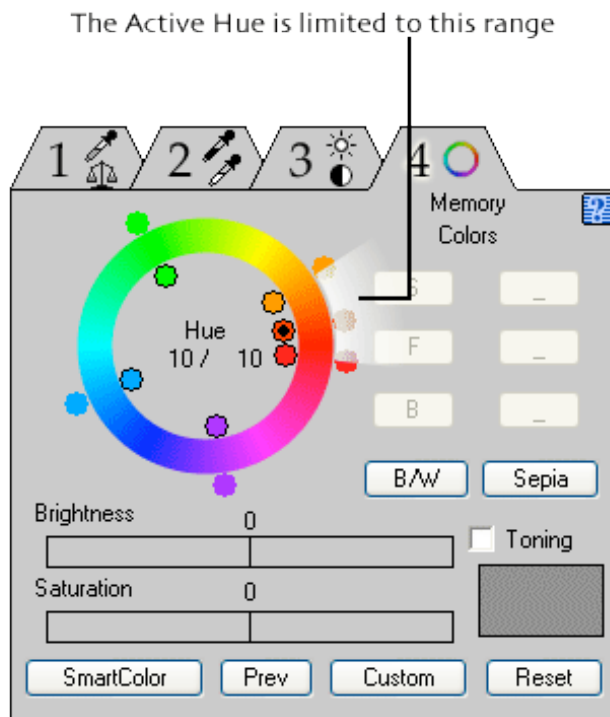 The Active Hue is limited to this range
1 2 3 4
Memory
Colors
?
S _
Hue
10 / 10
F _
B _
B/W Sepia
Brightness 0
Toning
Saturation 0
SmartColor Prev Custom Reset